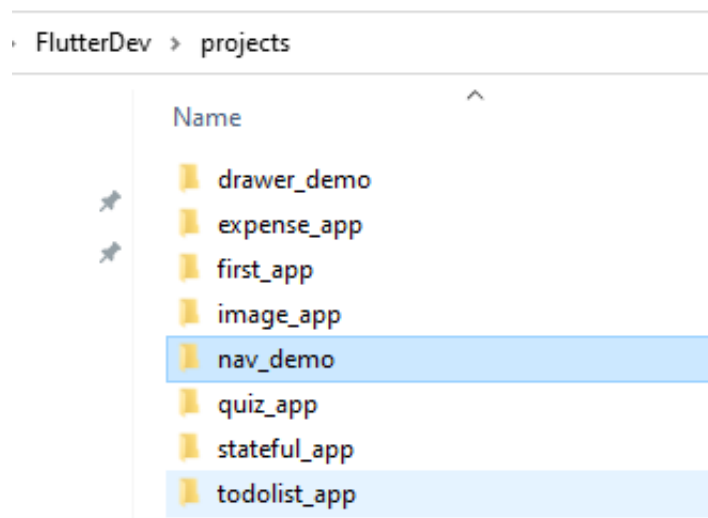 FlutterDev > projects
Name
drawer_demo
expense_app
first_app
image_app
nav_demo
quiz_app
stateful_app
todolist_app